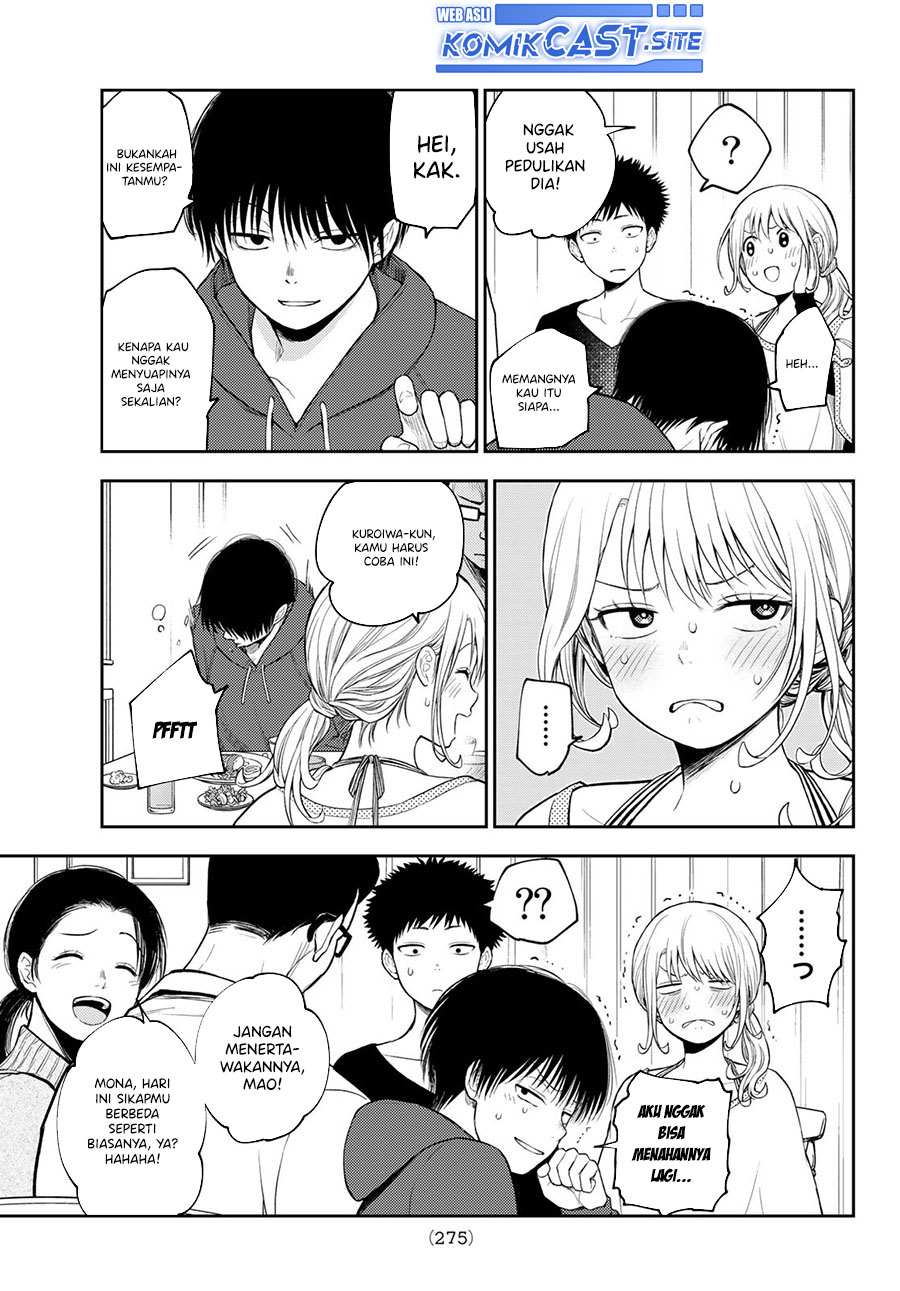 WEB ASLI
KOMIKCAST.SITE
?
NGGAK
USAH
PEDULIKAN
DIA!
HEH...
MEMANGNYA
KAU ITU
SIAPA...
HEI,
KAK.
BUKANKAH
INI KESEMPA-
TANMU?
KENAPA KAU
NGGAK
MENYUAPINYA
SAJA
SEKALIAN?
......
KUROIWA-KUN,
KAMU HARUS
COBA INI!
PFFTT
......っ
??
AKU NGGAK
BISA
MENAHANNYA
LAGI...
JANGAN
MENERTA-
WAKANNYA,
MAO!
MONA, HARI
INI SIKAPMU
BERBEDA
SEPERTI
BIASANYA, YA?
HAHAHA!
(275)